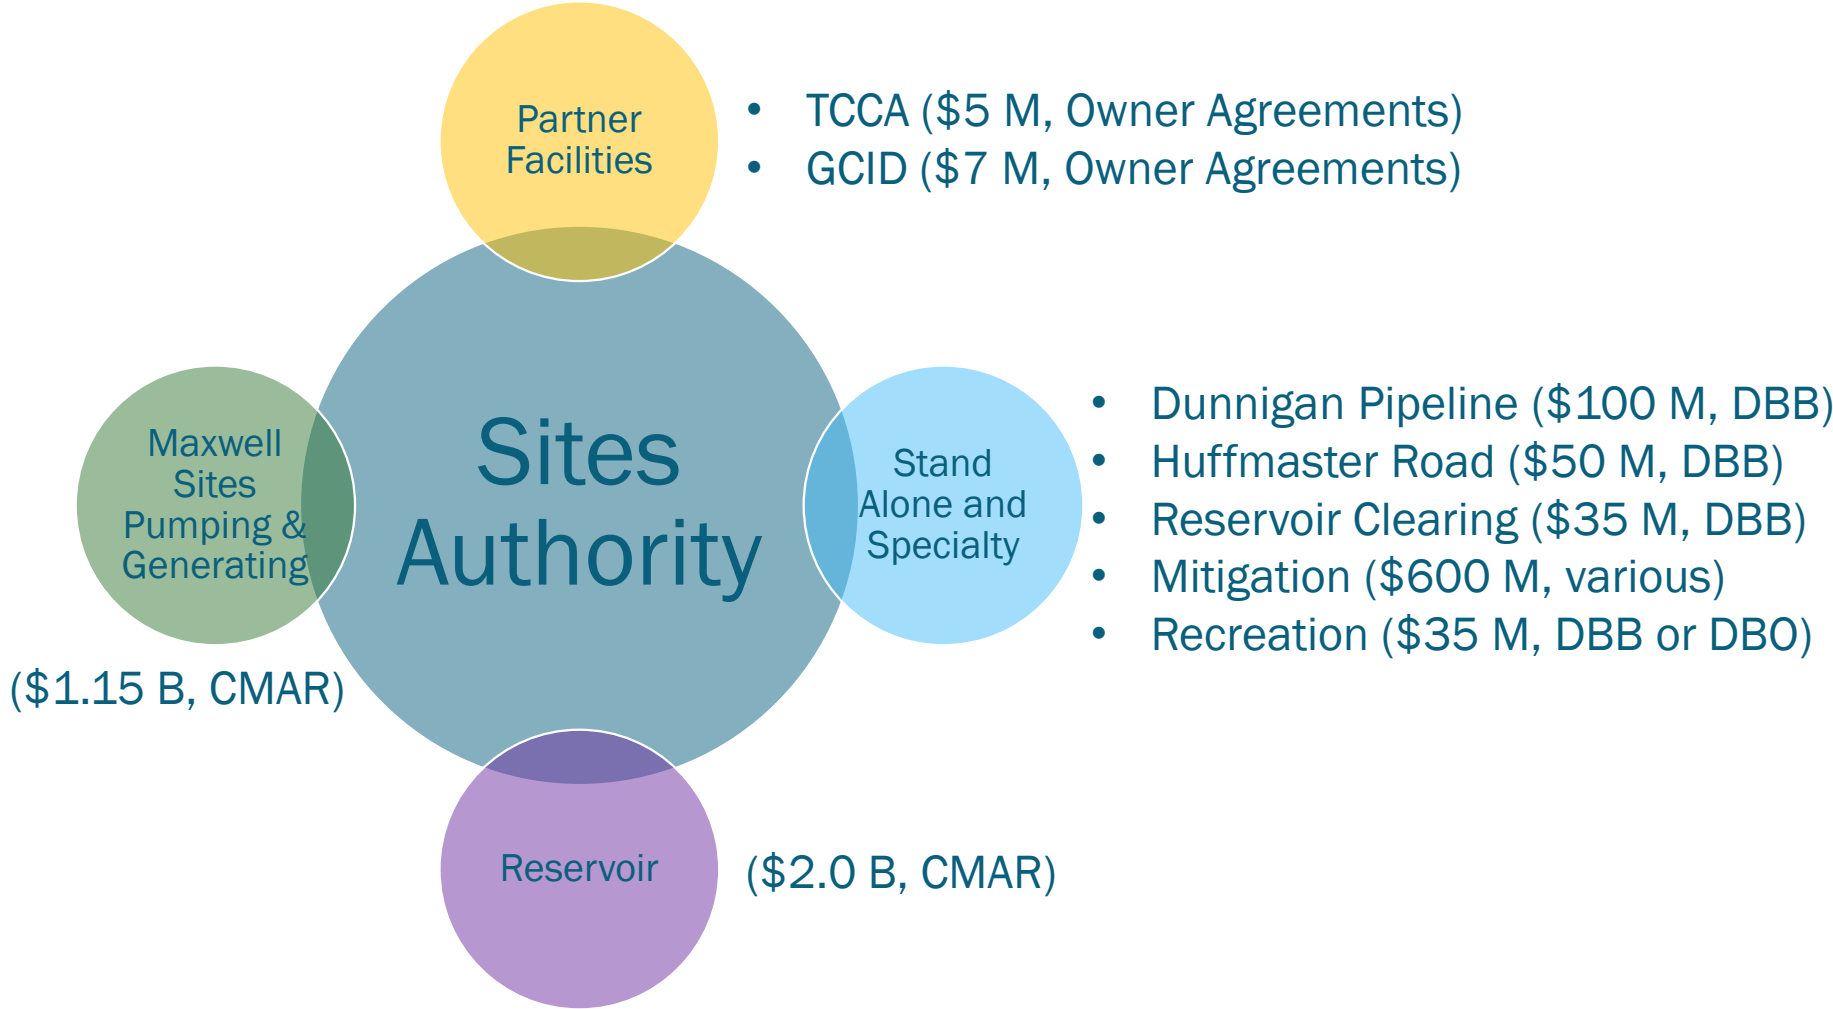 Partner
Facilities
• TCCA ($5 M, Owner Agreements)
• GCID ($7 M, Owner Agreements)
Sites
Authority
Maxwell
Sites
Pumping &
Generating
($1.15 B, CMAR)
Stand
Alone and
Specialty
• Dunnigan Pipeline ($100 M, DBB)
• Huffmaster Road ($50 M, DBB)
• Reservoir Clearing ($35 M, DBB)
• Mitigation ($600 M, various)
• Recreation ($35 M, DBB or DBO)
Reservoir
($2.0 B, CMAR)